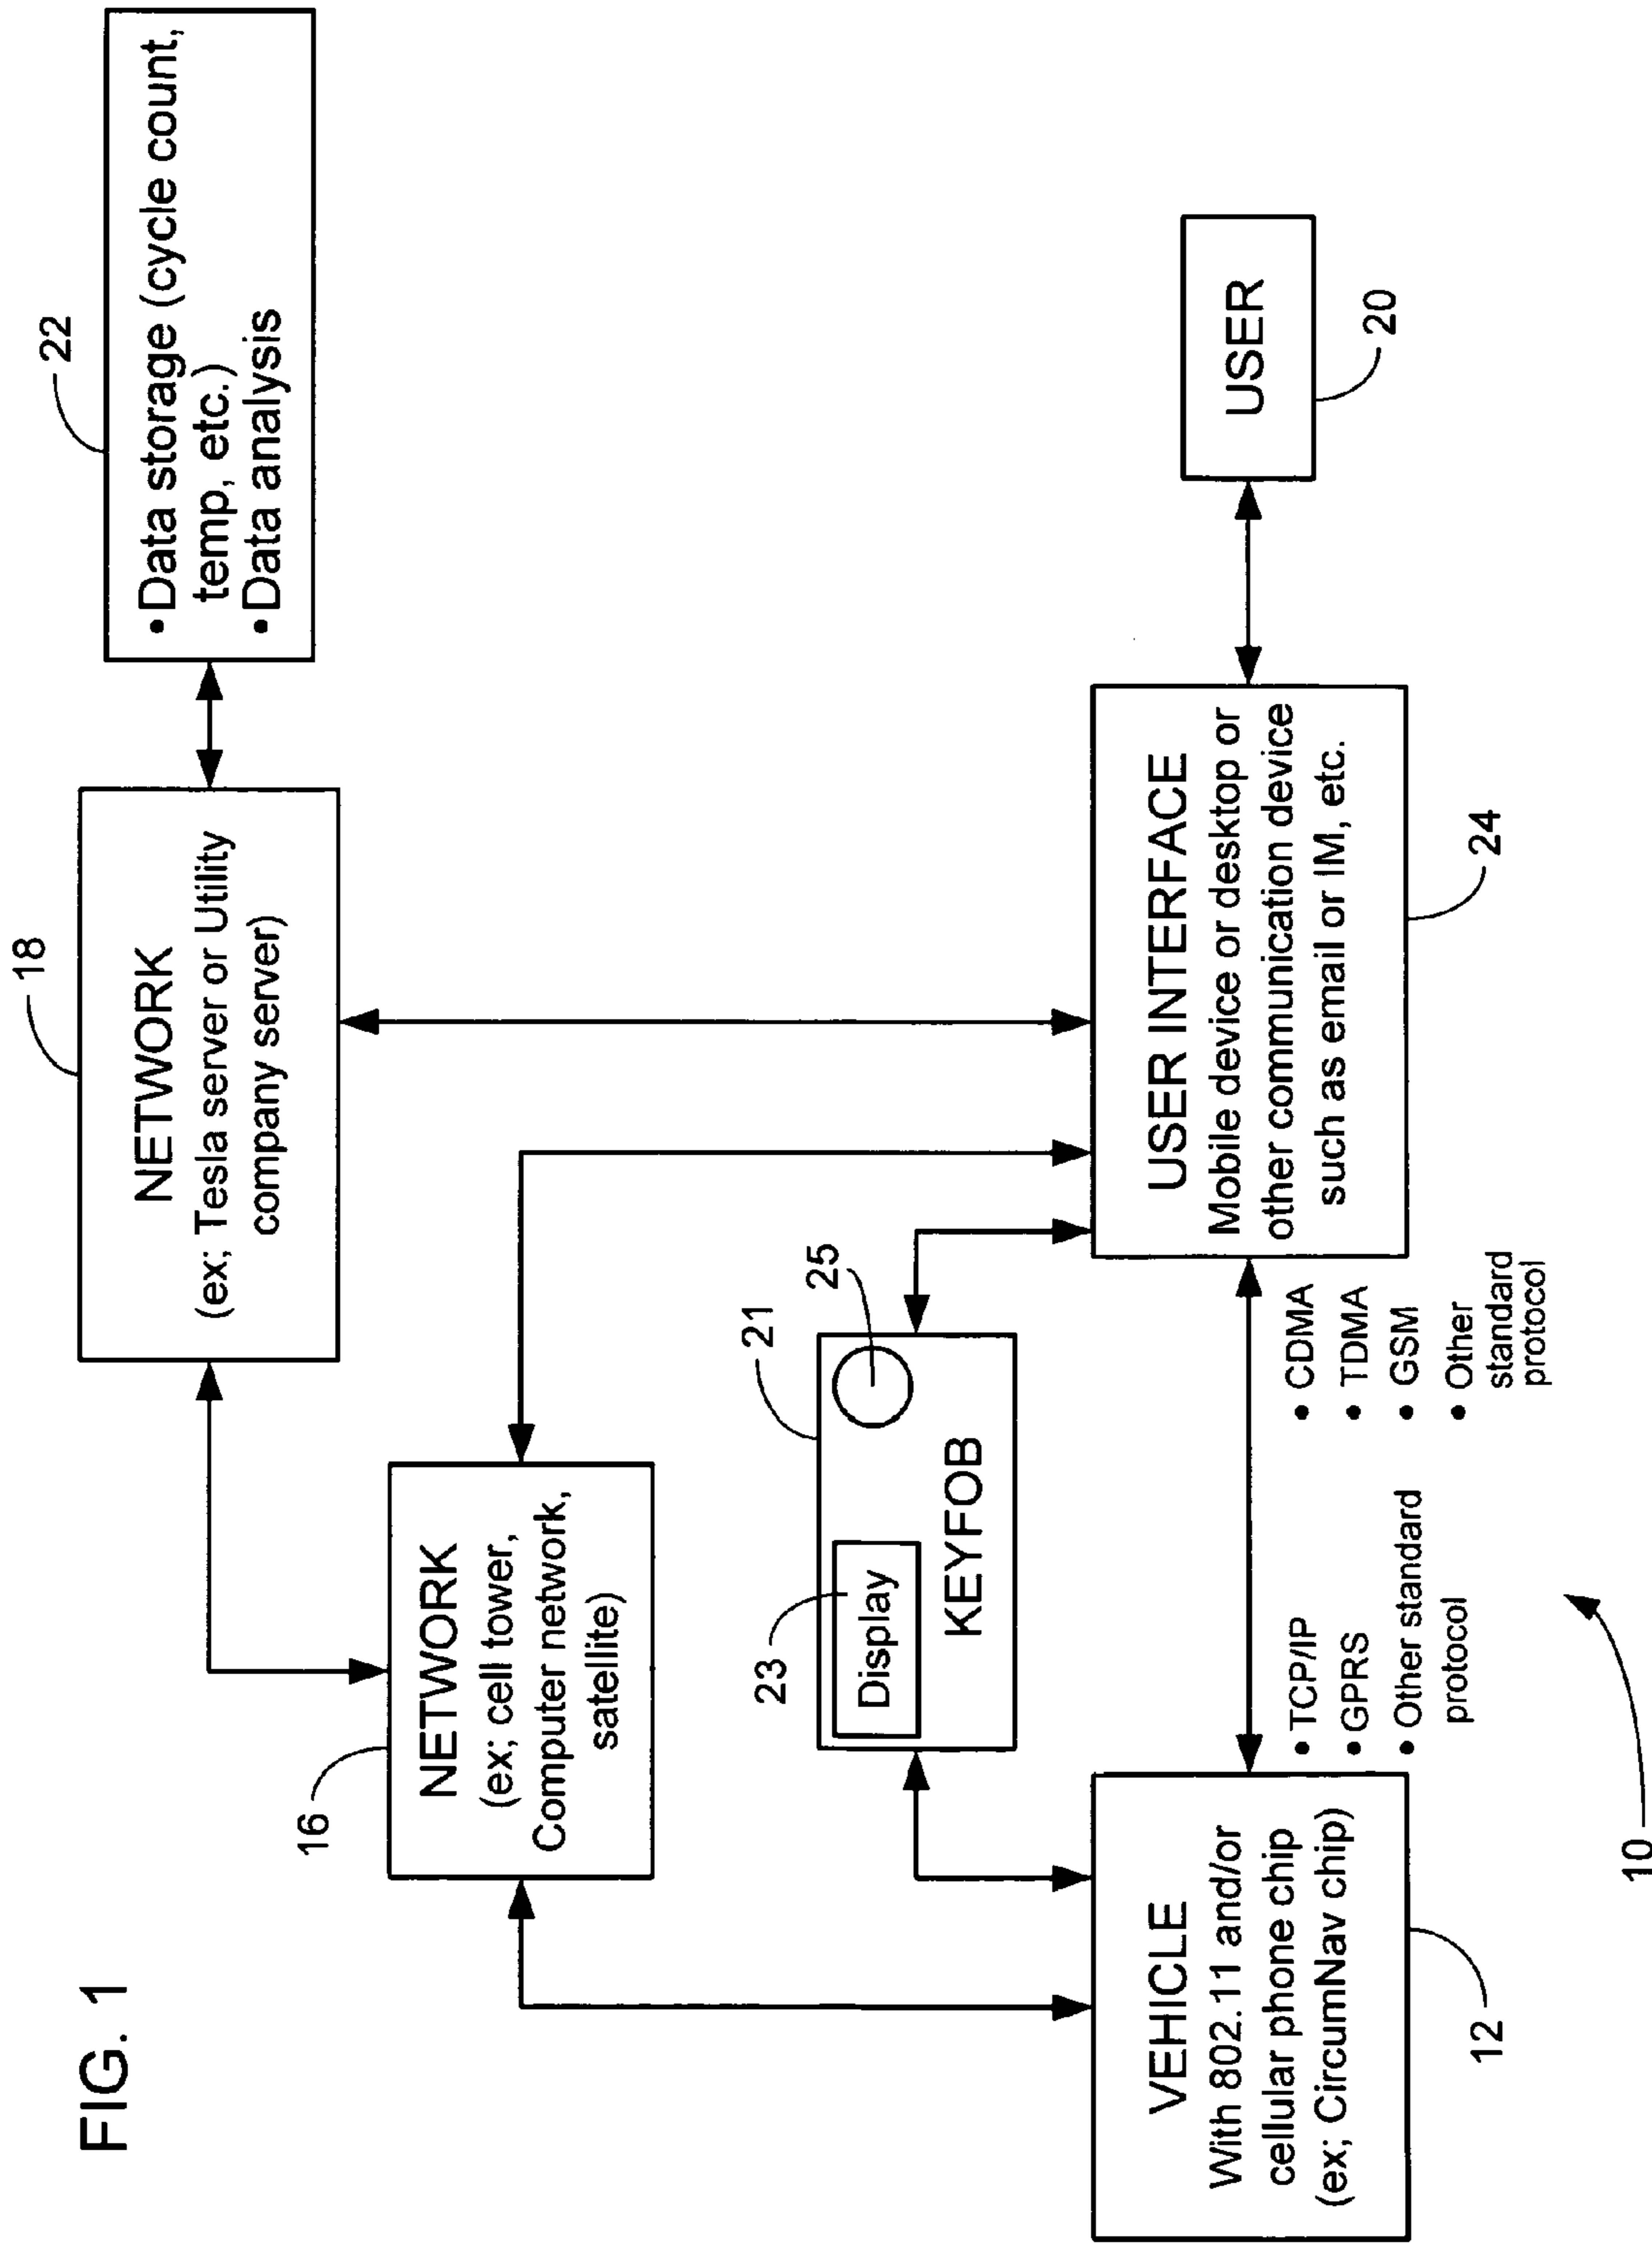 FIG. 1
22
•Data storage (cycle count,
temp, etc.)
•Data analysis
18
NETWORK
(ex; Tesla server or Utility
company server)
16
NETWORK
(ex; cell tower,
Computer network,
satellite)
21
25
23
Display
KEYFOB
VEHICLE
With 802.11 and/or
cellular phone chip
(ex; CircumNav chip)
12
• TCP/IP
• GPRS
• Other standard
protocol
• CDMA
• TDMA
• GSM
• Other
standard
protocol
USER INTERFACE
Mobile device or desktop or
other communication device
such as email or IM, etc.
24
USER
20
10